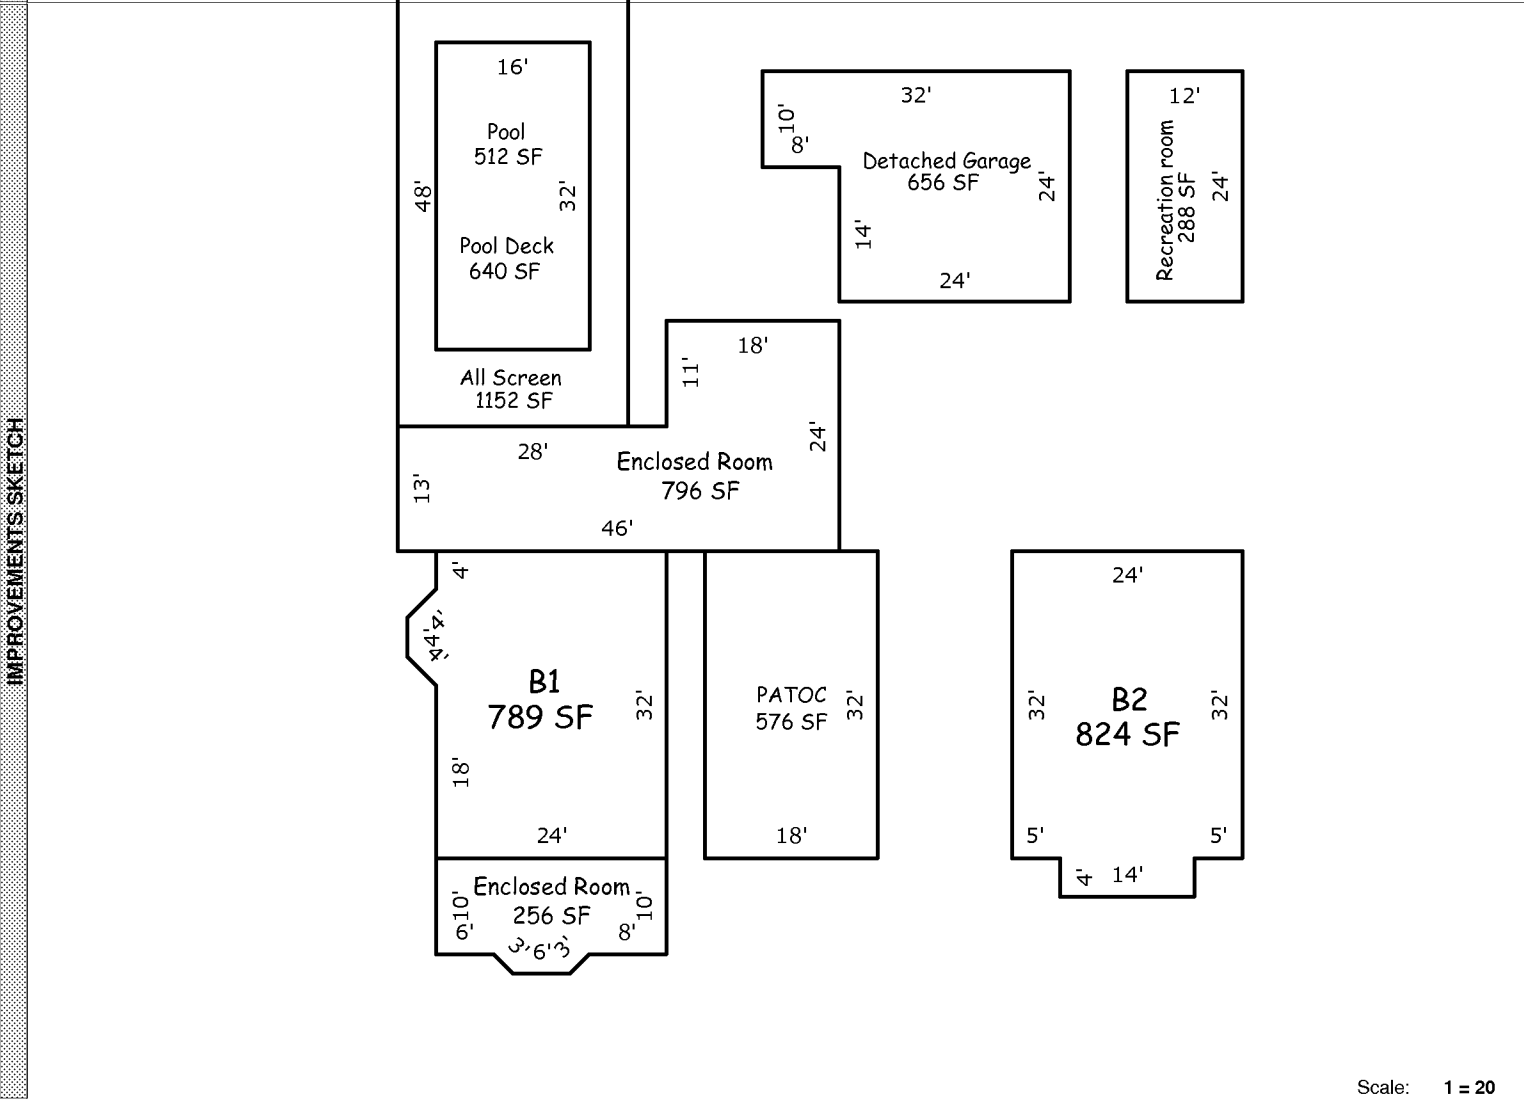 IMPROVEMENTS SKETCH
16'
Pool
512 SF
48'
32'
Pool Deck
640 SF
All Screen
1152 SF
32'
10'
8'
Detached Garage
656 SF
24'
14'
24'
12'
Recreation room
288 SF
24'
18'
11'
24'
28'
Enclosed Room
796 SF
13'
46'
4'
4'
4'
4'
B1
789 SF
32'
18'
24'
PATOC
576 SF
32'
18'
24'
32'
B2
824 SF
32'
5'
5'
4'
14'
Enclosed Room
256 SF
10'
10'
6'
8'
3'
6'
3'
Scale: 1 = 20